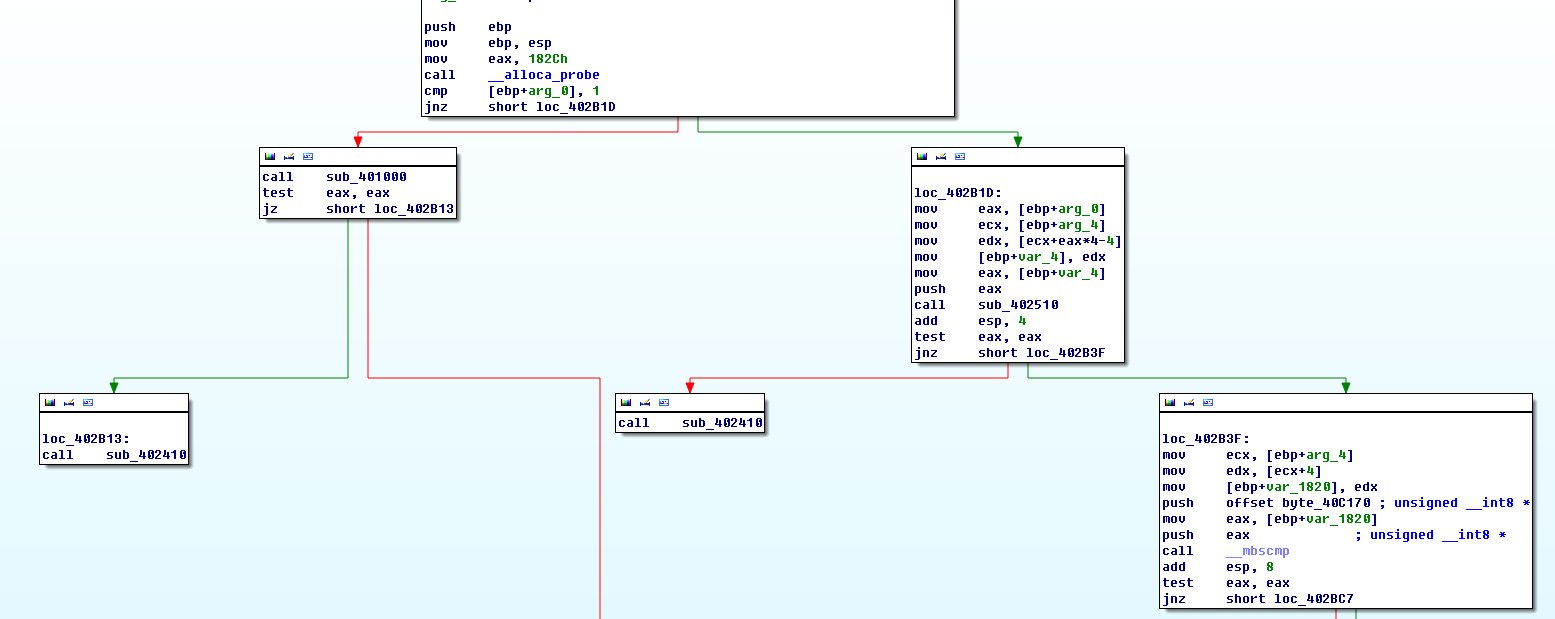 push ebp
mov ebp, esp
mov eax, 182Ch
call __alloca_probe
cmp [ebp+arg_0], 1
jnz short loc_402B1D
call sub_401000
test eax, eax
jz short loc_402B13
loc_402B1D:
mov eax, [ebp+arg_0]
mov ecx, [ebp+arg_4]
mov edx, [ecx+eax*4-4]
mov [ebp+var_4], edx
mov eax, [ebp+var_4]
push eax
call sub_402510
add esp, 4
test eax, eax
jnz short loc_402B3F
loc_402B13:
call sub_402410
call sub_402410
loc_402B3F:
mov ecx, [ebp+arg_4]
mov edx, [ecx+4]
mov [ebp+var_1820], edx
push offset byte_40C170 ; unsigned __int8 *
mov eax, [ebp+var_1820]
push eax ; unsigned __int8 *
call __mbscmp
add esp, 8
test eax, eax
jnz short loc_402BC7